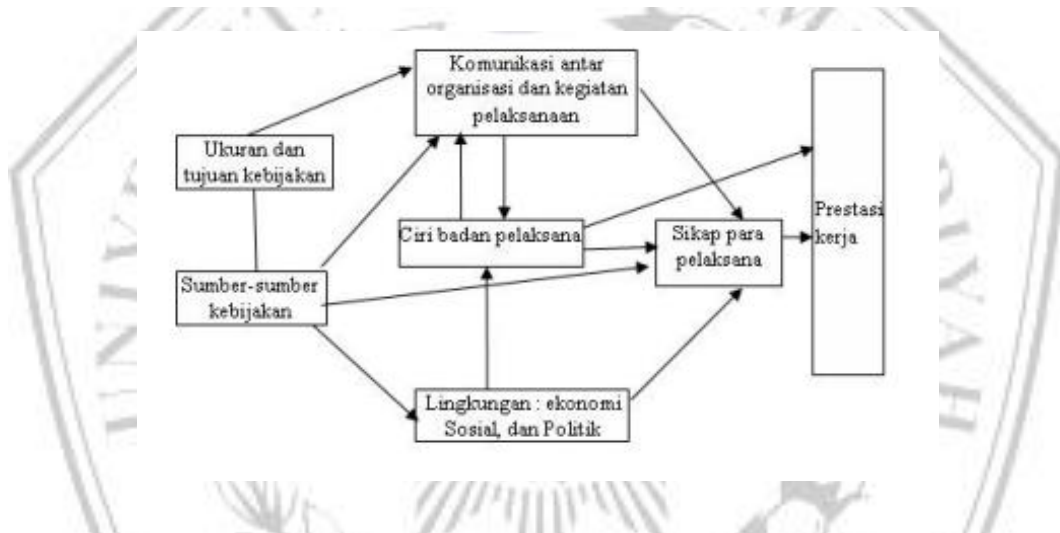 Komunikasi antar
organisasi dan kegiatan
pelaksanaan
Ukuran dan
tujuan kebijakan
Ciri badan pelaksana
Sikap para
pelaksana
Prestasi
kerja
Sumber-sumber
kebijakan
Lingkungan : ekonomi
Sosial, dan Politik